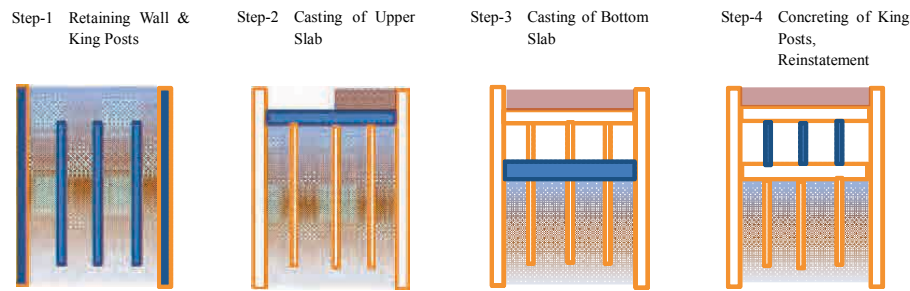 Step-1 Retaining Wall &
King Posts
Step-2 Casting of Upper
Slab
Step-3 Casting of Bottom
Slab
Step-4 Concreting of King
Posts,
Reinstatement